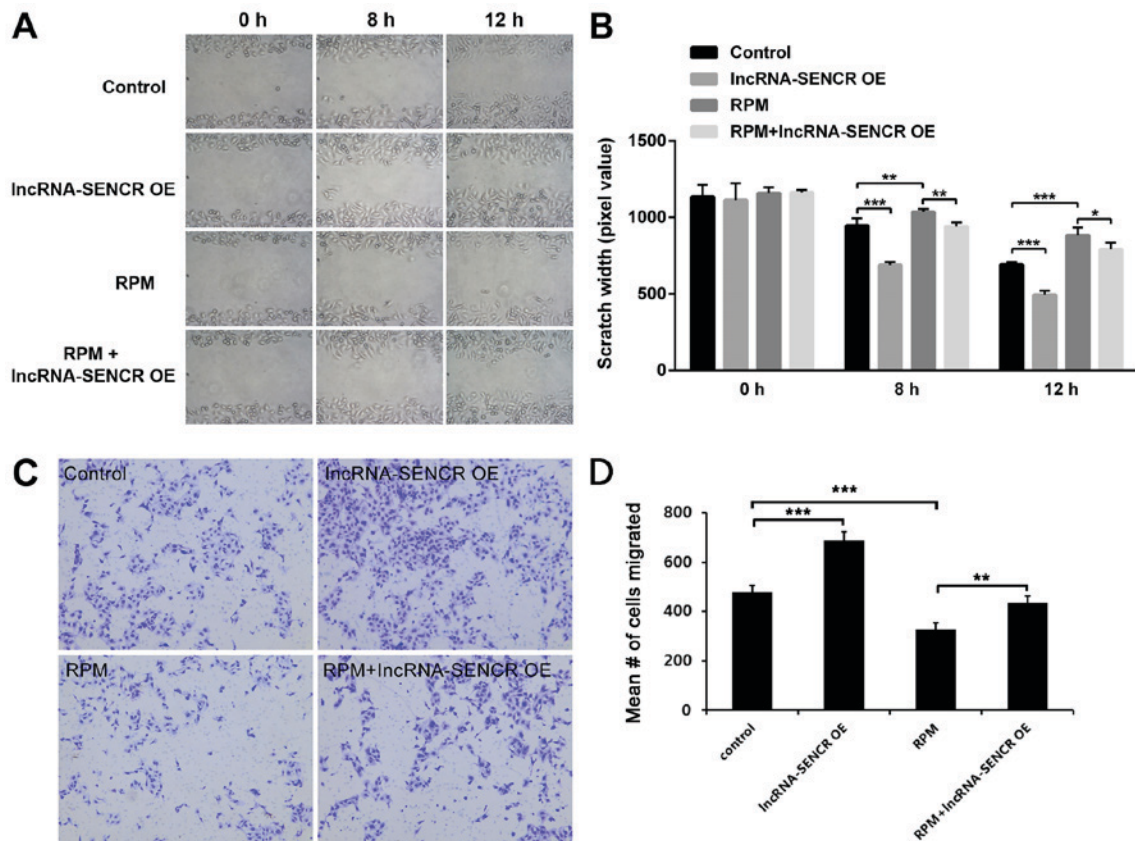 A
0 h 8 h 12 h
Control
lncRNA-SENCR OE
RPM
RPM +
lncRNA-SENCR OE
B
Control
lncRNA-SENCR OE
RPM
RPM+lncRNA-SENCR OE
Scratch width (pixel value)
1500
1000
500
0
** *** **
*** *** *
0 h 8 h 12 h
C
Control lncRNA-SENCR OE
RPM RPM+lncRNA-SENCR OE
D
Mean # of cells migrated
800
600
400
200
0
***
***
**
control
lncRNA-SENCR OE
RPM
RPM+lncRNA-SENCR OE